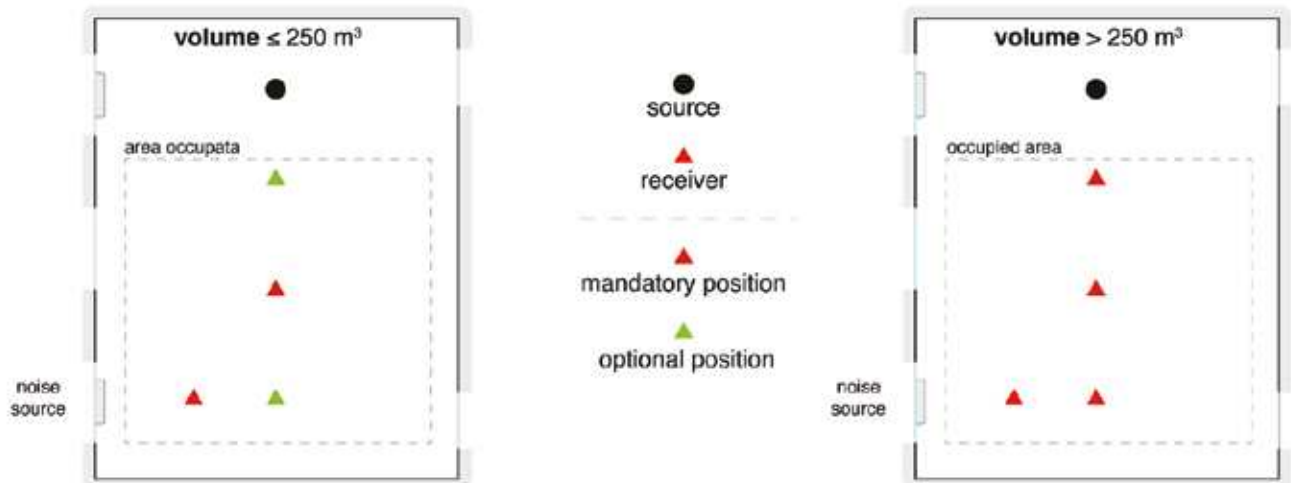 volume ≤ 250 m³
area occupata
noise
source
source
receiver
mandatory position
optional position
volume > 250 m³
occupied area
noise
source